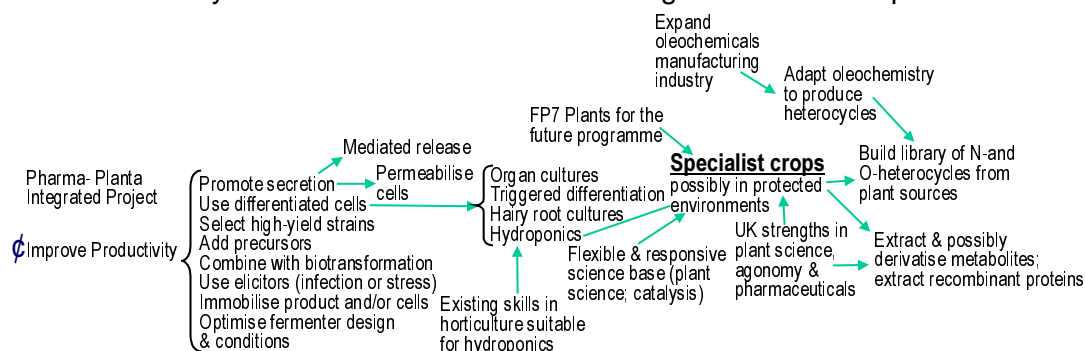 Expand
oleochemicals
manufacturing
industry
Adapt oleochemistry
to produce
heterocycles
FP7 Plants for the
future programme
Mediated release
Build library of N-and
O-heterocycles from
plant sources
Specialist crops
possibly in protected
environments
Pharma- Planta
Integrated Project
Permeabilise
cells
Organ cultures
Triggered differentiation
Hairy root cultures
Hydroponics
Promote secretion
Use differentiated cells
Select high-yield strains
Add precursors
Combine with biotransformation
Use elicitors (infection or stress)
Immobilise product and/or cells
Optimise fermenter design
& conditions
¢Improve Productivity
UK strengths in
plant science,
agonomy &
pharmaceuticals
Extract & possibly
derivatise metabolites;
extract recombinant proteins
Flexible & responsive
science base (plant
science; catalysis)
Existing skills in
horticulture suitable
for hydroponics